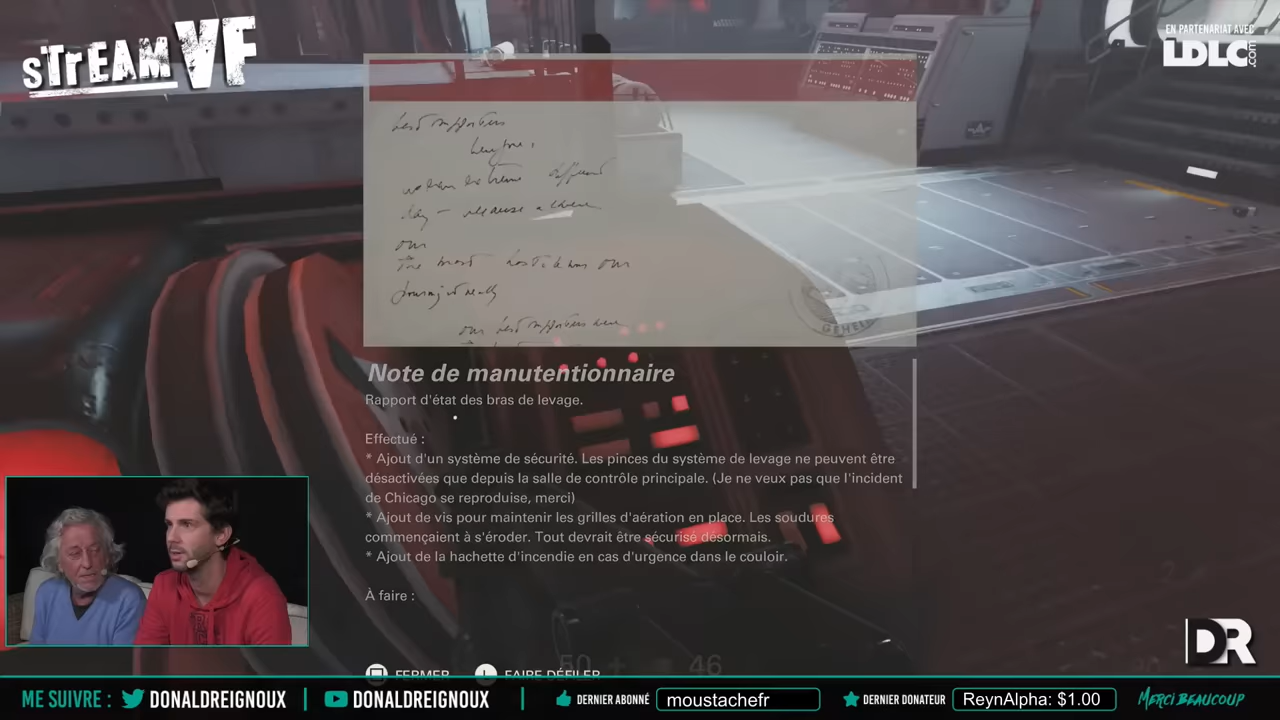 STREAM VF
EN PARTENARIAT AVEC
LDLC.com
GEHEIM
Note de manutentionnaire
Rapport d'état des bras de levage.
Effectué :
* Ajout d'un système de sécurité. Les pinces du système de levage ne peuvent être
désactivées que depuis la salle de contrôle principale. (Je ne veux pas que l'incident
de Chicago se reproduise, merci)
* Ajout de vis pour maintenir les grilles d'aération en place. Les soudures
commençaient à s'éroder. Tout devrait être sécurisé désormais.
* Ajout de la hachette d'incendie en cas d'urgence dans le couloir.
À faire :
FERMER L FAIRE DÉFILER
50 + 46
DR
ME SUIVRE : DONALDREIGNOUX | DONALDREIGNOUX | DERNIER ABONNÉ moustachefr DERNIER DONATEUR ReynAlpha: $1.00 MERCI BEAUCOUP